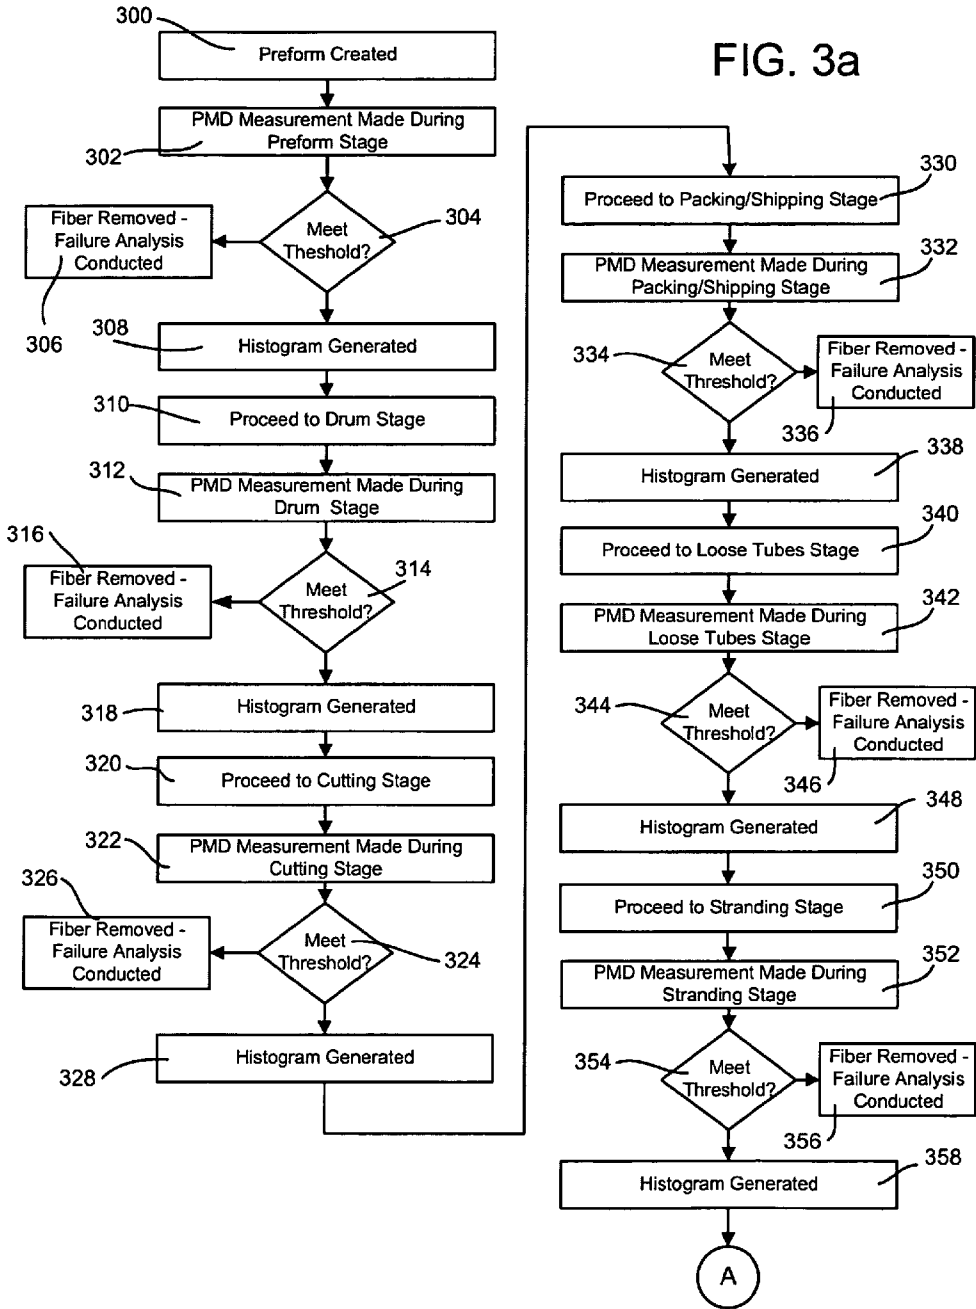 FIG. 3a
300
Preform Created
PMD Measurement Made During
Preform Stage
302
Meet
Theshold?
304
Fiber Removed -
Failure Analysis
Conducted
306
308
Histogram Generated
310
Proceed to Drum Stage
312
PMD Measurement Made During
Drum Stage
316
Fiber Removed -
Failure Analysis
Conducted
Meet
Threshold?
314
Histogram Generated
318
320
Proceed to Cutting Stage
322
PMD Measurement Made During
Cutting Stage
326
Fiber Removed -
Failure Analysis
Conducted
Meet
Threshold?
324
Histogram Generated
328
330
Proceed to Packing/Shipping Stage
332
PMD Measurement Made During
Packing/Shipping Stage
334
Meet
Threshold?
Fiber Removed -
Failure Analysis
Conducted
336
338
Histogram Generated
340
Proceed to Loose Tubes Stage
342
PMD Measurement Made During
Loose Tubes Stage
344
Meet
Threshold?
Fiber Removed -
Failure Analysis
Conducted
346
348
Histogram Generated
350
Proceed to Stranding Stage
352
PMD Measurement Made During
Stranding Stage
354
Meet
Threshold?
Fiber Removed -
Failure Analysis
Conducted
356
358
Histogram Generated
A